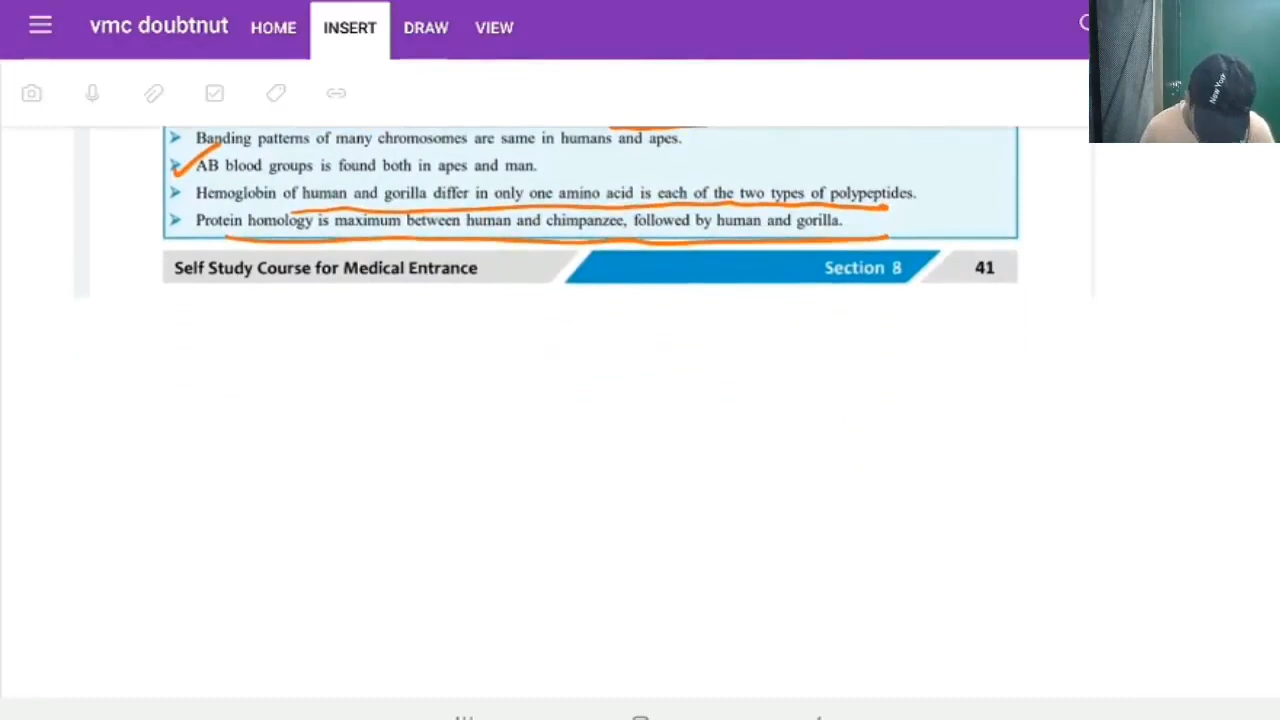 vmc doubtnut HOME INSERT DRAW VIEW
Banding patterns of many chromosomes are same in humans and apes.
AB blood groups is found both in apes and man.
Hemoglobin of human and gorilla differ in only one amino acid is each of the two types of polypeptides.
Protein homology is maximum between human and chimpanzee, followed by human and gorilla.
Self Study Course for Medical Entrance Section 8 41
New York